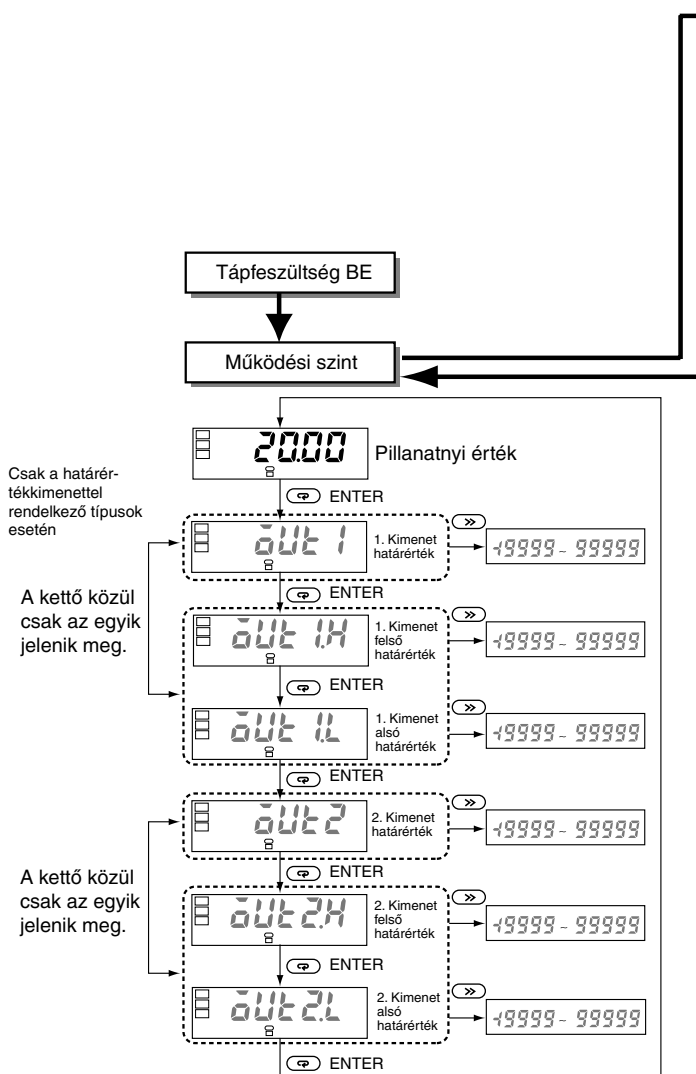 Tápfeszültség BE
Működési szint
20.00
Pillanatnyi érték
ENTER
Csak a határér-
tékkimenettel
rendelkező típusok
esetén
A kettő közül
csak az egyik
jelenik meg.
oUt 1
1. Kimenet
határérték
-19999 ~ 99999
ENTER
oUt 1.H
1. Kimenet
felső
határérték
-19999 ~ 99999
ENTER
oUt 1.L
1. Kimenet
alsó
határérték
-19999 ~ 99999
ENTER
A kettő közül
csak az egyik
jelenik meg.
oUt 2
2. Kimenet
határérték
-19999 ~ 99999
ENTER
oUt 2.H
2. Kimenet
felső
határérték
-19999 ~ 99999
ENTER
oUt 2.L
2. Kimenet
alsó
határérték
-19999 ~ 99999
ENTER